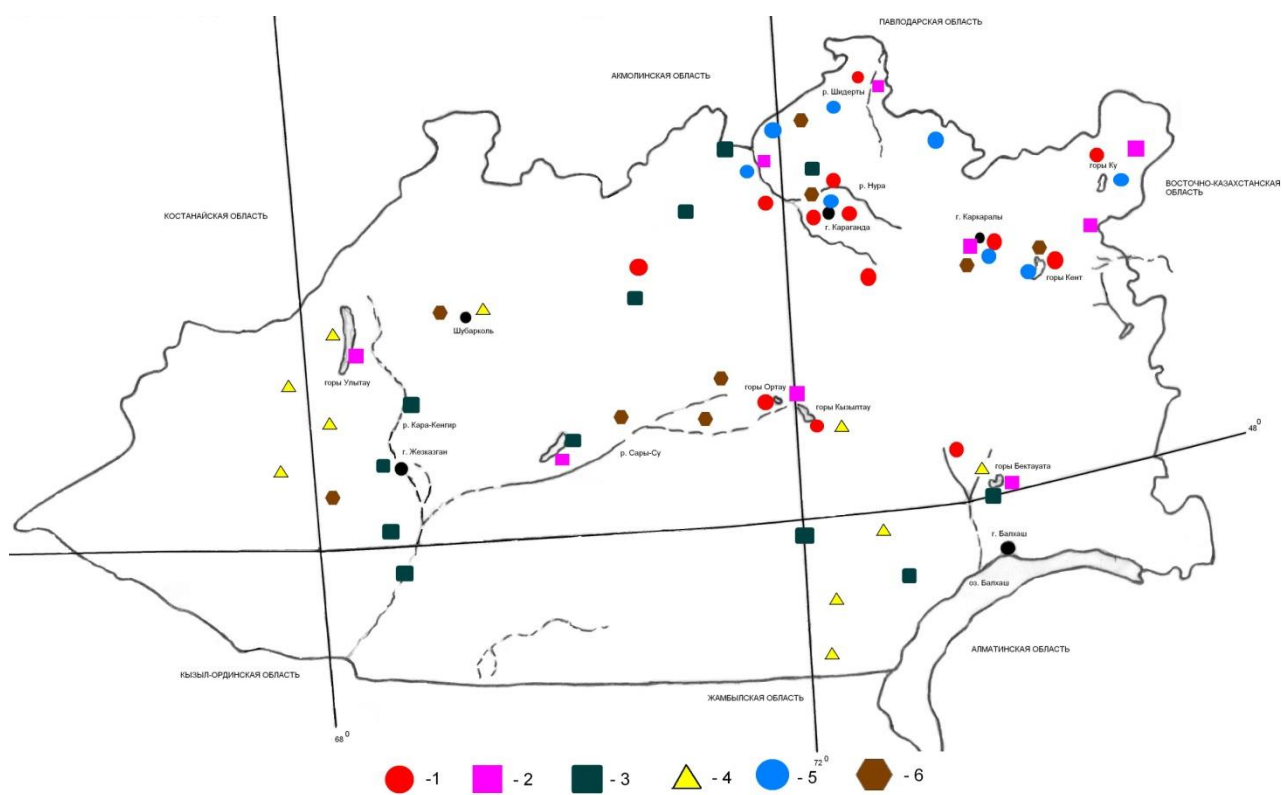 ПАВЛОДАРСКАЯ ОБЛАСТЬ
АКМОЛИНСКАЯ ОБЛАСТЬ
р. Шидерты
горы Ку
ВОСТОЧНО-КАЗАХСТАНСКАЯ
ОБЛАСТЬ
р. Нура
КОСТАНАЙСКАЯ ОБЛАСТЬ
г. Каркаралы
г. Караганда
горы Кент
Шубарколь
горы Улытау
горы Ортау
горы Кызыптау
р. Кара-Кенгир
48⁰
р. Сары-Су
г. Жезказган
горы Бектауата
г. Балхаш
оз. Балхаш
АЛМАТИНСКАЯ ОБЛАСТЬ
КЫЗЫЛ-ОРДИНСКАЯ ОБЛАСТЬ
ЖАМБЫЛСКАЯ ОБЛАСТЬ
68⁰
72⁰
-1 - 2 - 3 - 4 - 5 - 6